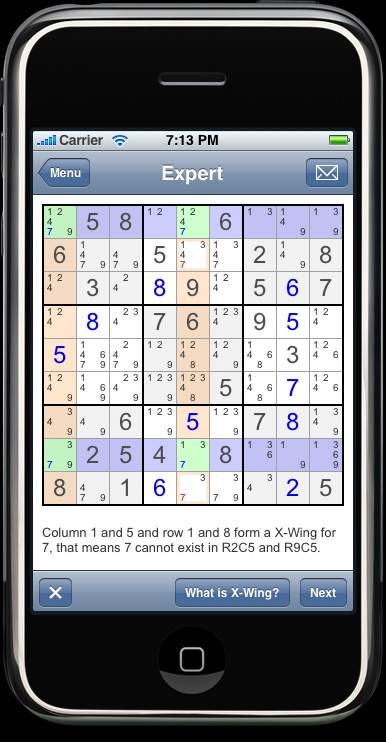 Carrier 7:13 PM
Menu Expert
1 2 4 7 9 5 8 1 2 1 2 4 7 6 1 3 1 4 9 1 3 9
6 1 4 7 9 4 7 9 5 1 3 4 7 1 3 4 7 2 1 4 9 8
1 2 4 3 2 4 8 9 1 2 4 5 6 7
1 2 4 8 2 3 4 7 6 1 2 3 4 9 5 1 2 4
5 1 4 6 7 9 2 4 7 9 1 2 9 1 2 4 8 1 2 4 9 1 4 6 8 3 1 2 4 6
1 2 4 9 1 4 6 9 2 3 4 9 1 2 3 9 1 2 3 4 8 5 1 4 6 8 7 1 2 4 6
3 4 9 4 9 6 1 2 3 9 5 1 2 3 9 7 8 1 3 4 9
3 7 9 2 5 4 1 3 7 8 1 3 6 1 9 1 3 6 9
8 4 7 9 1 6 3 7 3 7 9 3 4 2 5
Column 1 and 5 and row 1 and 8 form a X-Wing for
7, that means 7 cannot exist in R2C5 and R9C5.
What is X-Wing? Next